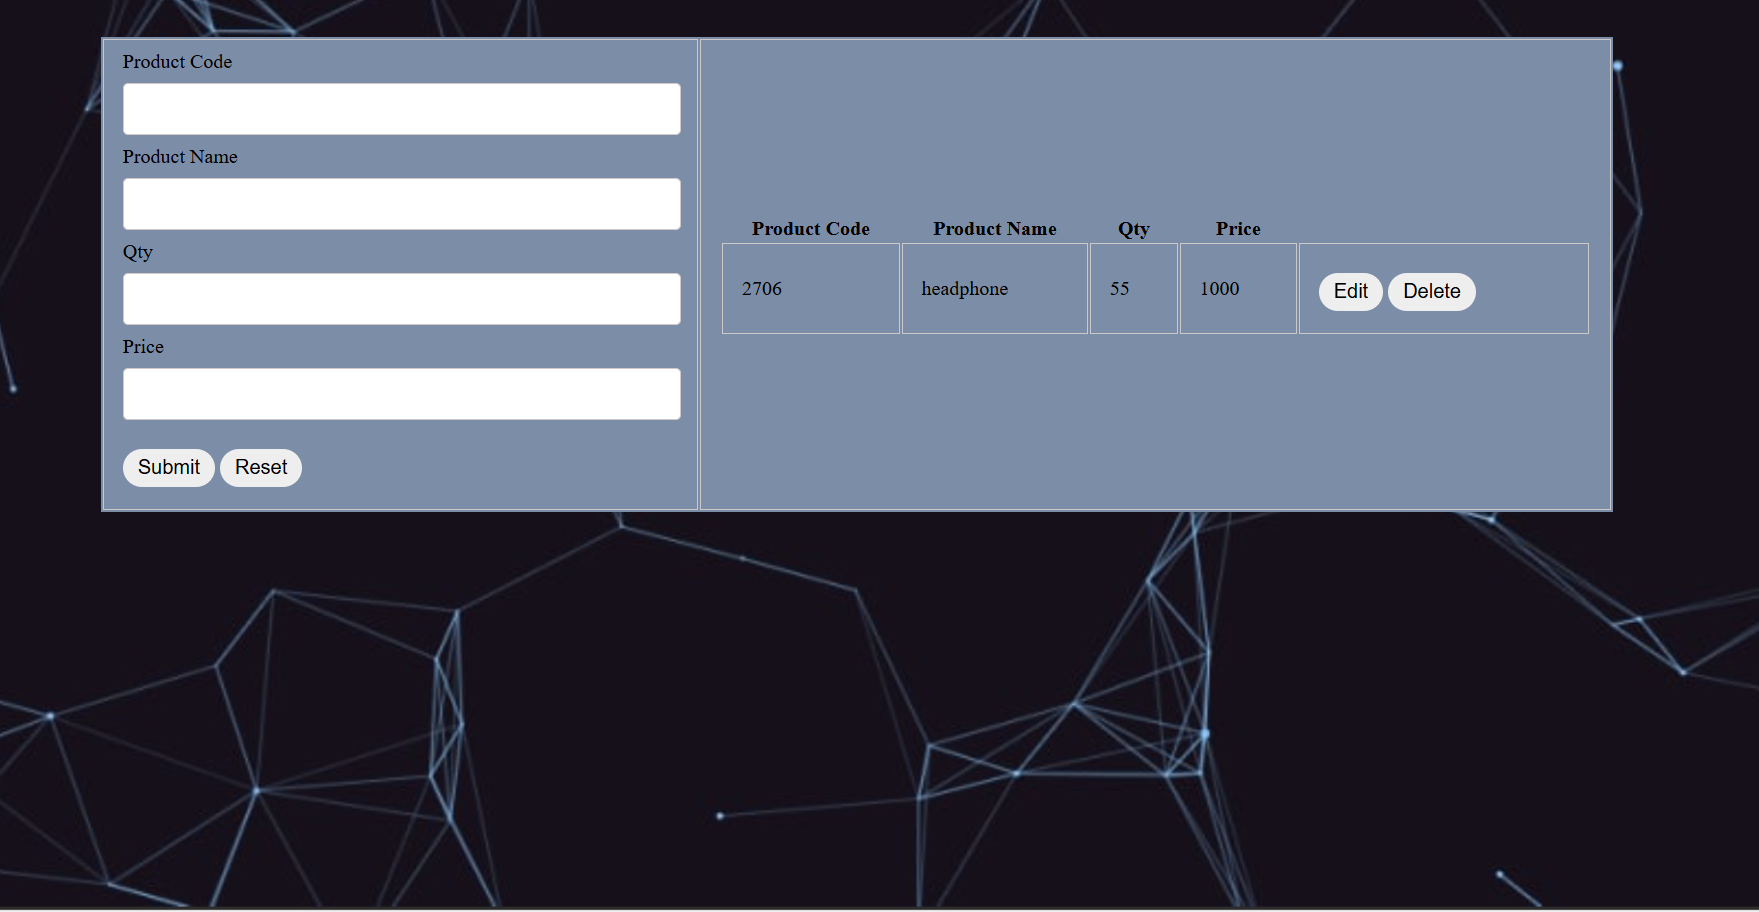 Product Code
Product Name
Qty
Price
Submit Reset
Product Code Product Name Qty Price
2706 headphone 55 1000 Edit Delete